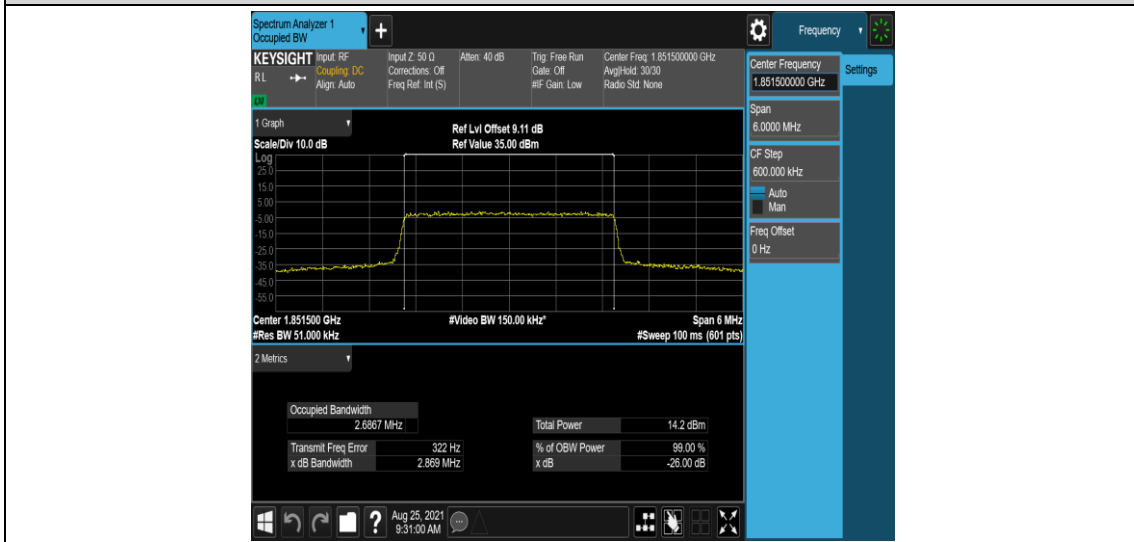 Spectrum Analyzer 1
Occupied BW
+
Frequency
KEYSIGHT
RL
Input: RF
Coupling: DC
Align: Auto
Input Z: 50 Ω
Corrections: Off
Freq Ref: Int (S)
Atten: 40 dB
Trig: Free Run
Gate: Off
#IF Gain: Low
Center Freq: 1.851500000 GHz
Avg|Hold: 30/30
Radio Std: None
Center Frequency
1.851500000 GHz
Settings
Span
6.0000 MHz
CF Step
600.000 kHz
Auto
Man
Freq Offset
0 Hz
1 Graph
Scale/Div 10.0 dB
Ref Lvl Offset 9.11 dB
Ref Value 35.00 dBm
Log
25.0
15.0
5.00
-5.00
-15.0
-25.0
-35.0
-45.0
-55.0
Center 1.851500 GHz
#Res BW 51.000 kHz
#Video BW 150.00 kHz*
Span 6 MHz
#Sweep 100 ms (601 pts)
2 Metrics
Occupied Bandwidth
2.6867 MHz
Transmit Freq Error 322 Hz
x dB Bandwidth 2.869 MHz
Total Power 14.2 dBm
% of OBW Power 99.00 %
x dB -26.00 dB
?
Aug 25, 2021
9:31:00 AM